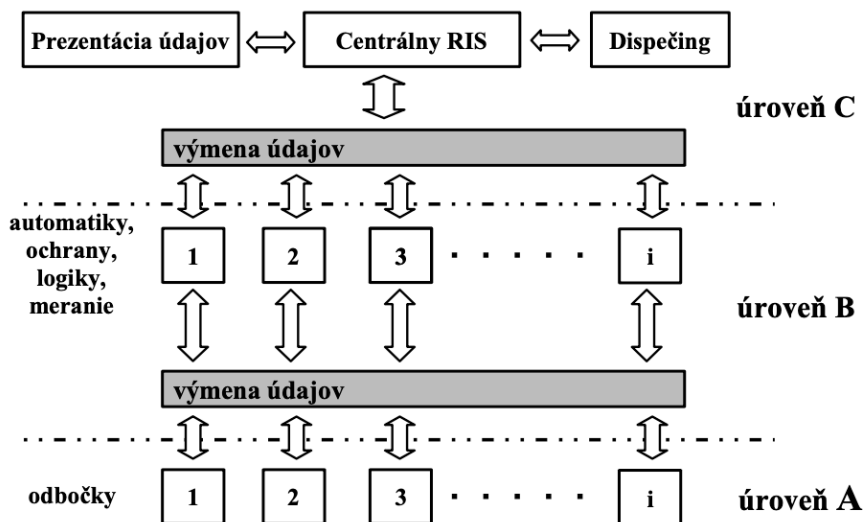 Prezentácia údajov
Centrálny RIS
Dispečing
úroveň C
výmena údajov
automatiky,
ochrany,
logiky,
meranie
1
2
3
. . . . .
i
úroveň B
výmena údajov
odbočky
1
2
3
. . . . .
i
úroveň A